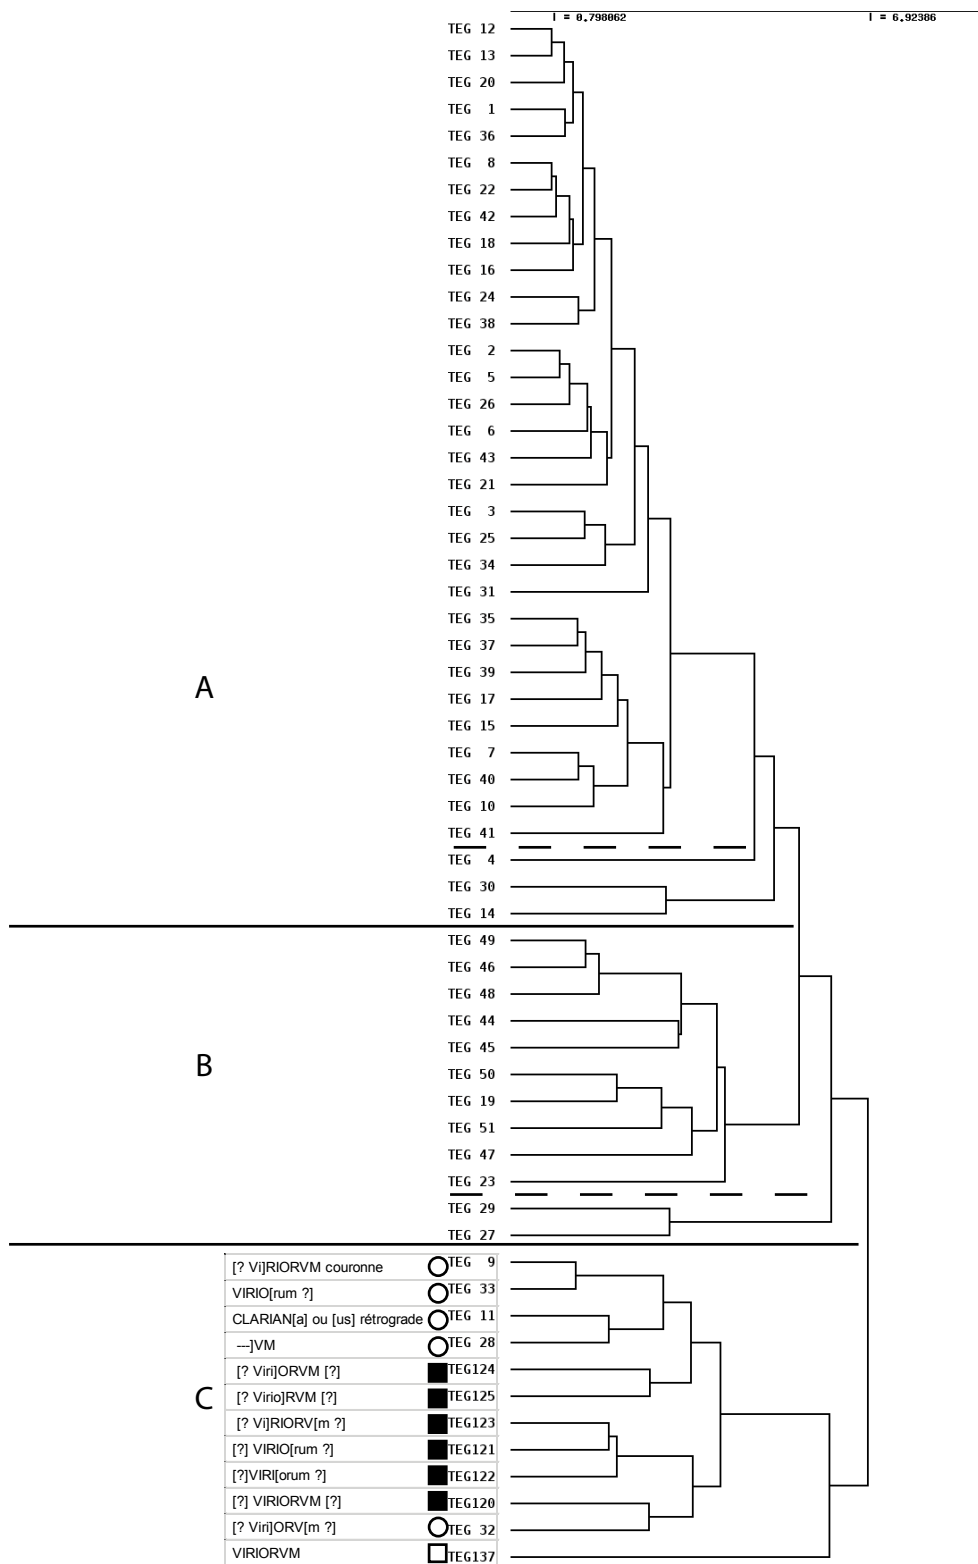 I = 0.798062 I = 6.92386
TEG 12
TEG 13
TEG 20
TEG 1
TEG 36
TEG 8
TEG 22
TEG 42
TEG 18
TEG 16
TEG 24
TEG 38
TEG 2
TEG 5
TEG 26
TEG 6
TEG 43
TEG 21
TEG 3
TEG 25
TEG 34
TEG 31
TEG 35
TEG 37
TEG 39
A
TEG 17
TEG 15
TEG 7
TEG 40
TEG 10
TEG 41
TEG 4
TEG 30
TEG 14
TEG 49
TEG 46
TEG 48
TEG 44
TEG 45
B
TEG 50
TEG 19
TEG 51
TEG 47
TEG 23
TEG 29
TEG 27
[? Vi]RIORVM couronne TEG 9
VIRIO[rum ?] TEG 33
CLARIAN[a] ou [us] rétrograde TEG 11
---]VM TEG 28
[? Viri]ORVM [?] TEG124
C
[? Virio]RVM [?] TEG125
[? Vi]RIORV[m ?] TEG123
[?] VIRIO[rum ?] TEG121
[?]VIRI[orum ?] TEG122
[?] VIRIORVM [?] TEG120
[? Viri]ORV[m ?] TEG 32
VIRIORVM TEG137